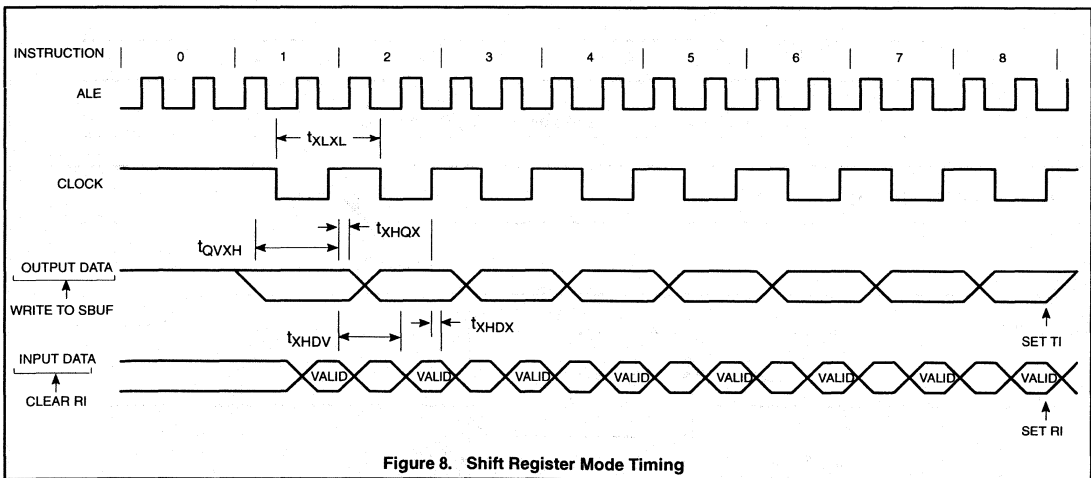 INSTRUCTION | 0 | 1 | 2 | 3 | 4 | 5 | 6 | 7 | 8 |
ALE
tXLXL
CLOCK
tQVXH
tXHQX
OUTPUT DATA
WRITE TO SBUF
SET TI
tXHDV
tXHDX
INPUT DATA
VALID VALID VALID VALID VALID VALID VALID VALID
CLEAR RI
SET RI
Figure 8. Shift Register Mode Timing